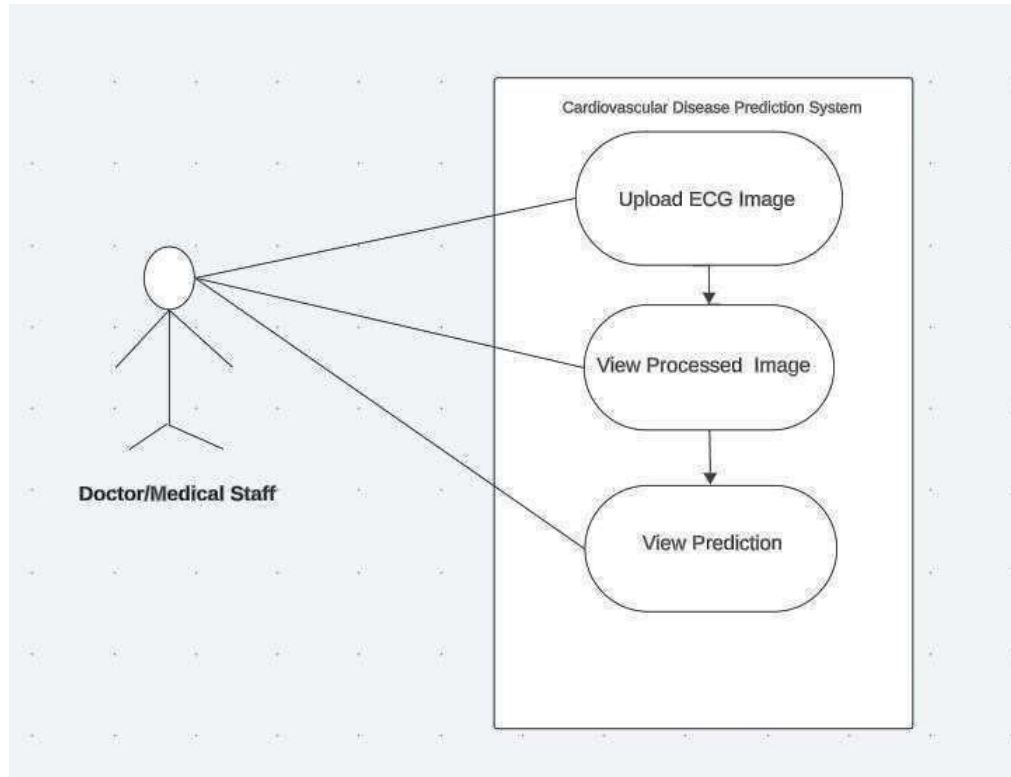 Cardiovascular Disease Prediction System
Upload ECG Image
View Processed Image
Doctor/Medical Staff
View Prediction